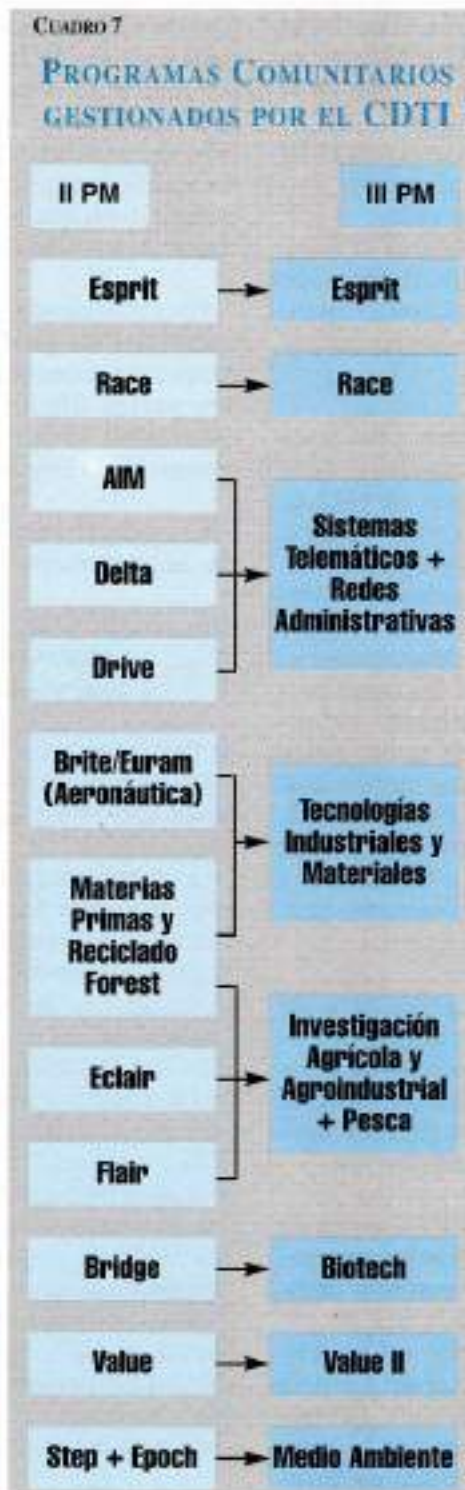 CUADRO 7
PROGRAMAS COMUNITARIOS
GESTIONADOS POR EL CDTI
II PM
III PM
Esprit
Esprit
Race
Race
AIM
Delta
Drive
Sistemas
Telemáticos +
Redes
Administrativas
Brite/Euram
(Aeronáutica)
Materias
Primas y
Reciclado
Forest
Tecnologías
Industriales y
Materiales
Eclair
Flair
Investigación
Agrícola y
Agroindustrial
+ Pesca
Bridge
Biotech
Value
Value II
Step + Epoch
Medio Ambiente